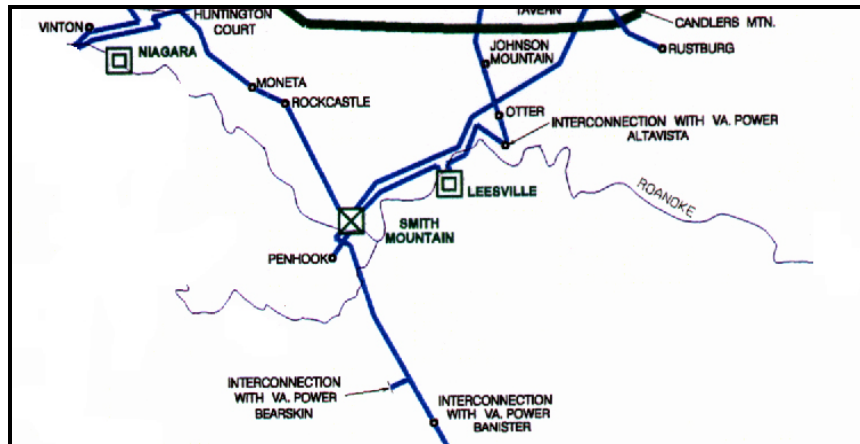 HUNTINGTON
COURT
TAVERN
CANDLERS MTN.
VINTON
NIAGARA
JOHNSON
MOUNTAIN
RUSTBURG
MONETA
ROCKCASTLE
OTTER
INTERCONNECTION WITH VA. POWER
ALTAVISTA
LEESVILLE
ROANOKE
SMITH
MOUNTAIN
PENHOOK
INTERCONNECTION
WITH VA. POWER
BEARSKIN
INTERCONNECTION
WITH VA. POWER
BANISTER